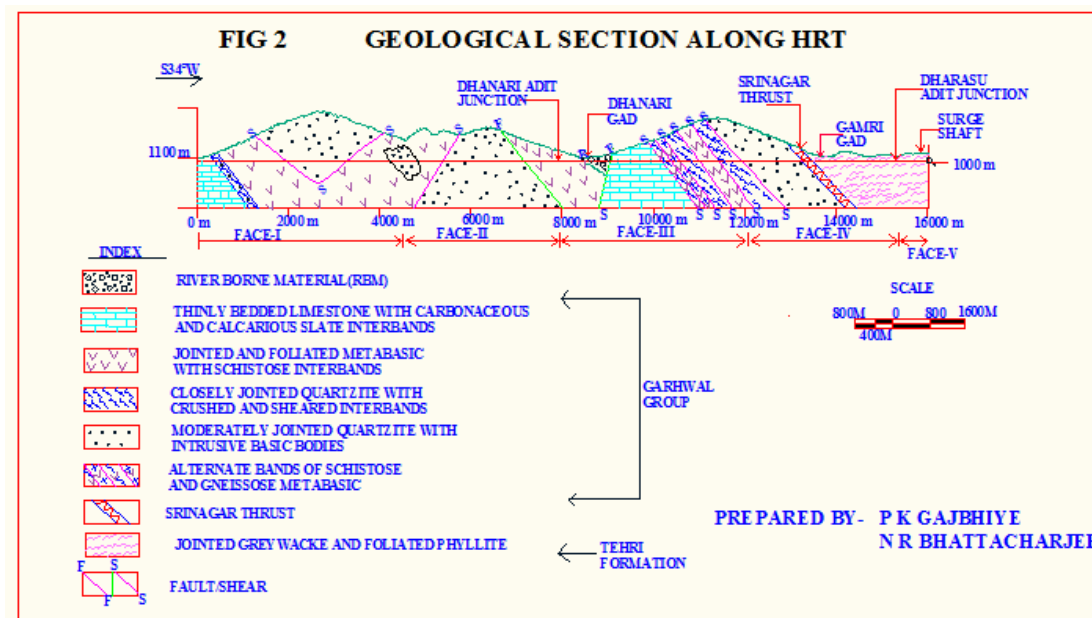 FIG 2 GEOLOGICAL SECTION ALONG HRT
S34°W
DHANARI ADIT
JUNCTION
DHANARI
GAD
SRINAGAR
THRUST
GAMRI
GAD
DHARASU
ADIT JUNCTION
SURGE
SHAFT
1100 m
1000 m
0 m 2000 m 4000 m 6000 m 8000 m 10000 m 12000 m 14000 m 16000 m
S S S S S S
FACE-I FACE-II FACE-III FACE-IV
FACE-V
INDEX
RIVER BORNE MATERIAL(RBM)
THINLY BEDDED LIMESTONE WITH CARBONACEOUS
AND CALCARIOUS SLATE INTERBANDS
JOINTED AND FOLIATED METABASIC
WITH SCHISTOSE INTERBANDS
CLOSELY JOINTED QUARTZITE WITH
CRUSHED AND SHEARED INTERBANDS
MODERATELY JOINTED QUARTZITE WITH
INTRUSIVE BASIC BODIES
ALTERNATE BANDS OF SCHISTOSE
AND GNEISSOSE METABASIC
SRINAGAR THRUST
JOINTED GREYWACKE AND FOLIATED PHYLLITE
F S
F S
FAULT/SHEAR
GARHWAL
GROUP
TEHRI
FORMATION
SCALE
800M 0 800 1600M
400M
PREPARED BY- P K GAJBHIYE
N R BHATTACHARJEE